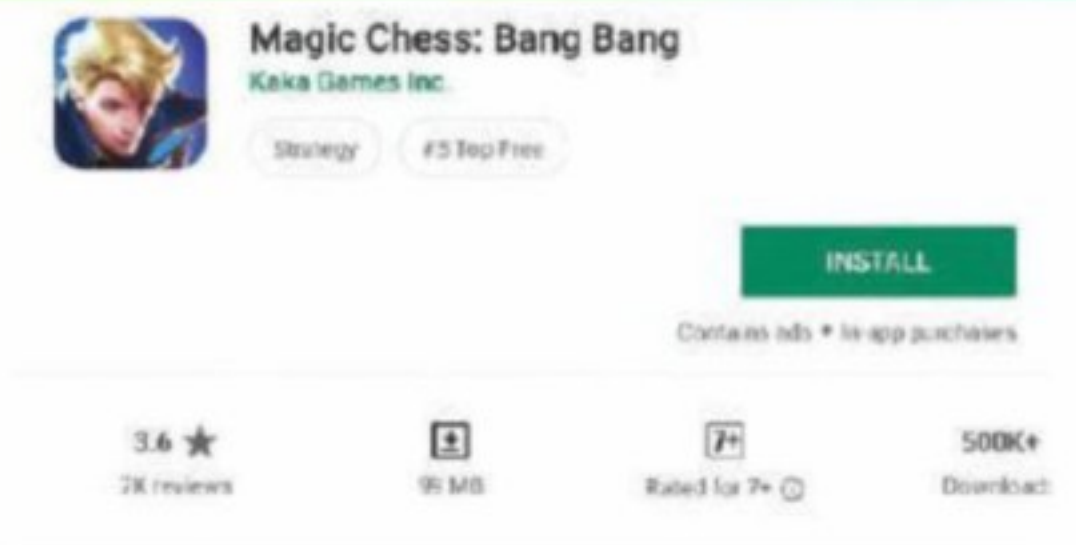 Magic Chess: Bang Bang
Kaka Games Inc.
Strategy
#5 Top Free
INSTALL
Contains ads • In-app purchases
3.6 ★
reviews
MB
7+
Rated for 7+
500K+
Download